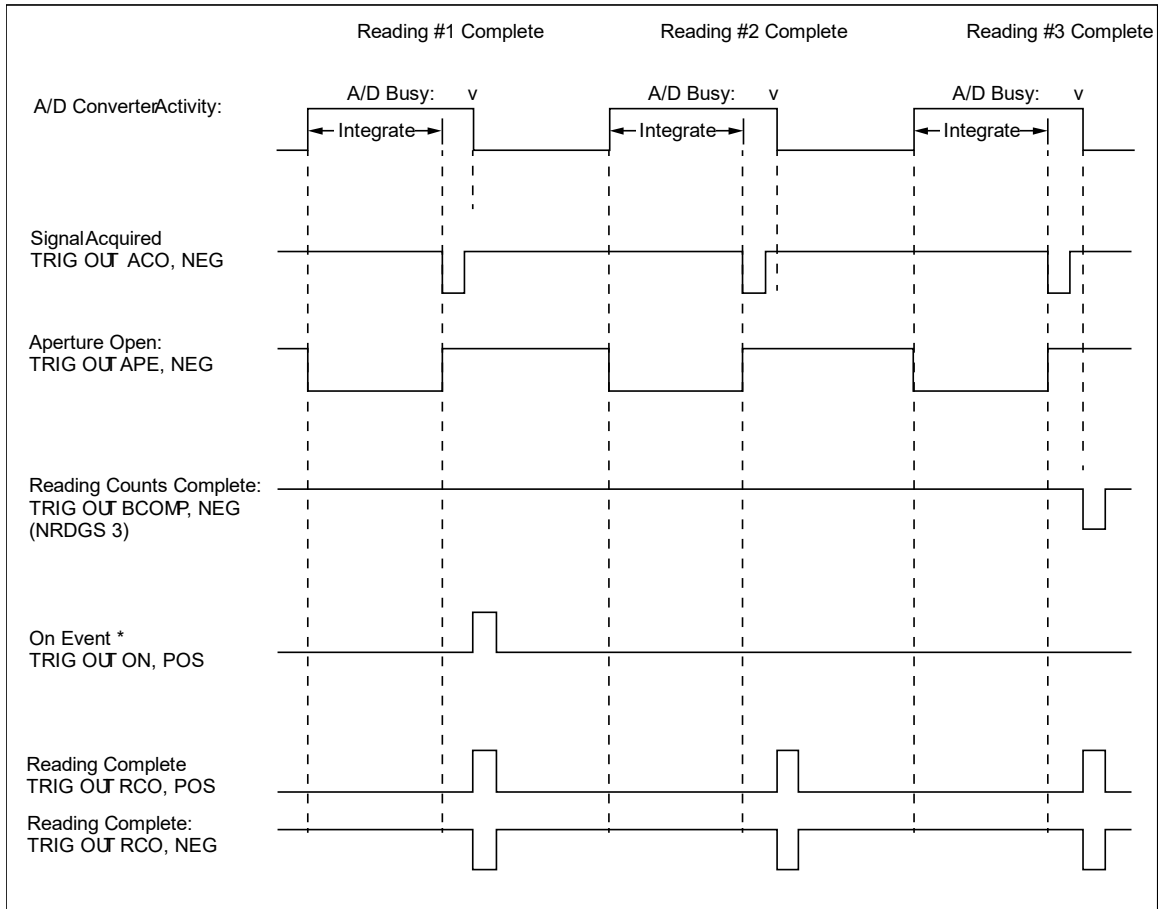 Reading #1 Complete Reading #2 Complete Reading #3 Complete
A/D Busy: v A/D Busy: v A/D Busy: v
A/D ConverterActivity:
Integrate Integrate Integrate
SignalAcquired
TRIG OUT ACO, NEG
Aperture Open:
TRIG OUT APE, NEG
Reading Counts Complete:
TRIG OUT BCOMP, NEG
(NRDGS 3)
On Event *
TRIG OUT ON, POS
Reading Complete
TRIG OUT RCO, POS
Reading Complete:
TRIG OUT RCO, NEG